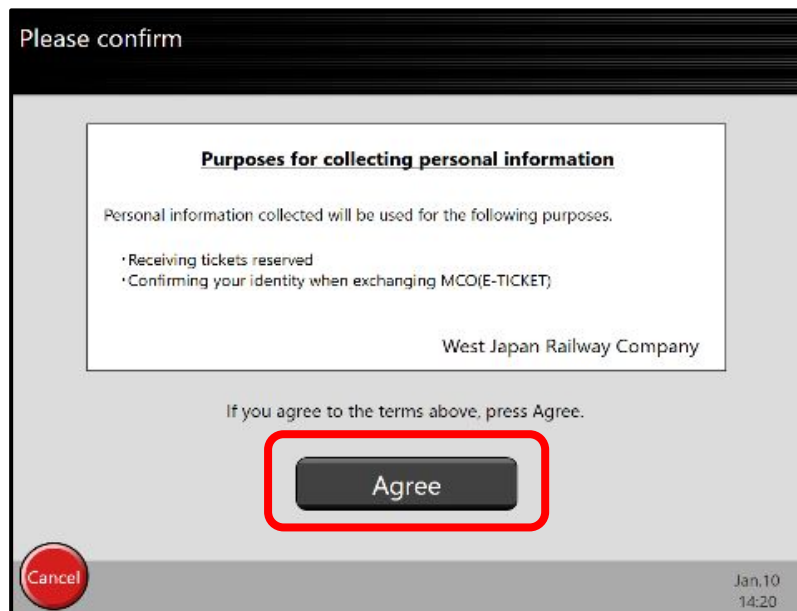 Please confirm
Purposes for collecting personal information
Personal information collected will be used for the following purposes.
・Receiving tickets reserved
・Confirming your identity when exchanging MCO(E-TICKET)
West Japan Railway Company
If you agree to the terms above, press Agree.
Agree
Cancel
Jan.10
14:20